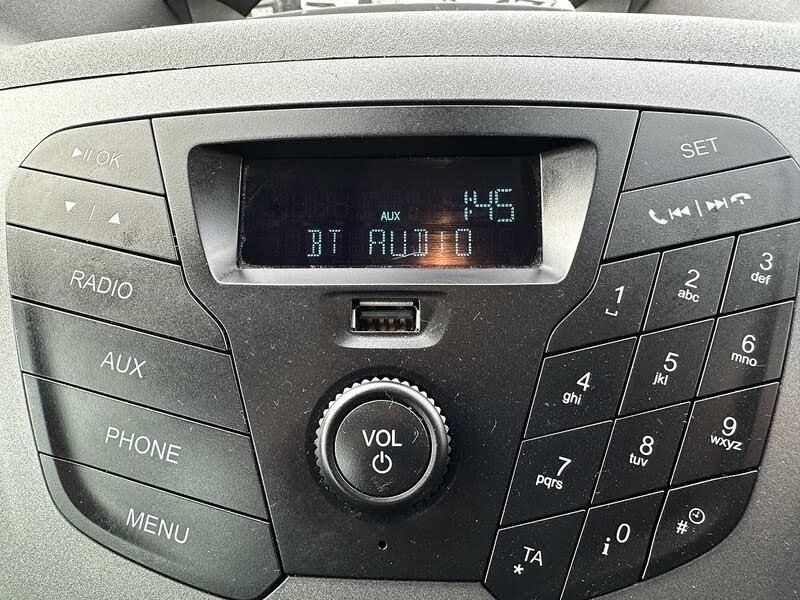 OK
SET
AUX
1:45
BT AUDIO
RADIO
AUX
PHONE
MENU
VOL
1
2
abc
3
def
4
ghi
5
jkl
6
mno
7
pqrs
8
tuv
9
wxyz
TA
*
i 0
#